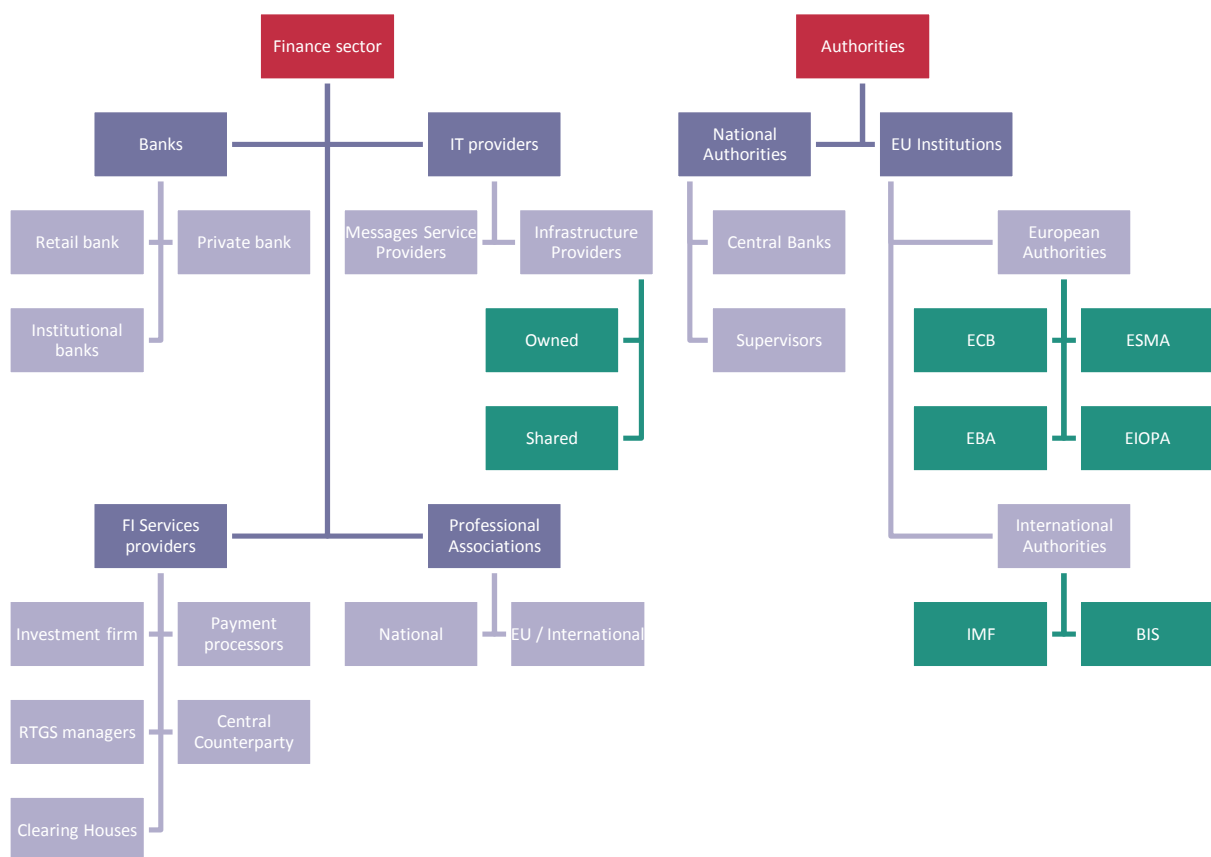 Finance sector
Authorities
Banks
IT providers
National
Authorities
EU Institutions
Retail bank
Private bank
Messages Service
Providers
Infrastructure
Providers
Central Banks
European
Authorities
Institutional
banks
Owned
Supervisors
ECB
ESMA
Shared
EBA
EIOPA
FI Services
providers
Professional
Associations
International
Authorities
Investment firm
Payment
processors
National
EU / International
IMF
BIS
RTGS managers
Central
Counterparty
Clearing Houses